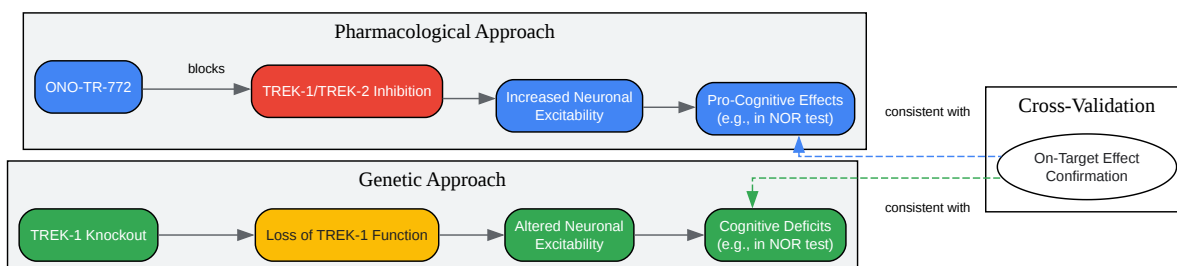 Pharmacological Approach
ONO-TR-772
blocks
TREK-1/TREK-2 Inhibition
Increased Neuronal
Excitability
Pro-Cognitive Effects
(e.g., in NOR test)
consistent with
Cross-Validation
On-Target Effect
Confirmation
Genetic Approach
TREK-1 Knockout
Loss of TREK-1 Function
Altered Neuronal
Excitability
Cognitive Deficits
(e.g., in NOR test)
consistent with